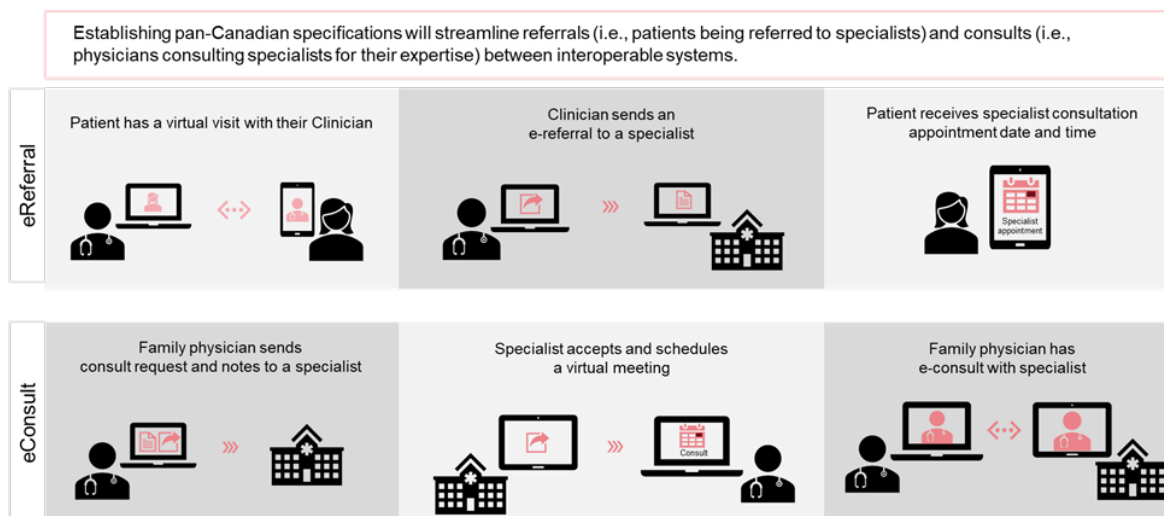 Establishing pan-Canadian specifications will streamline referrals (i.e., patients being referred to specialists) and consults (i.e.,
physicians consulting specialists for their expertise) between interoperable systems.
eReferral
Patient has a virtual visit with their Clinician
Clinician sends an
e-referral to a specialist
Patient receives specialist consultation
appointment date and time
Specialist
appointment
eConsult
Family physician sends
consult request and notes to a specialist
Specialist accepts and schedules
a virtual meeting
Consult
Family physician has
e-consult with specialist